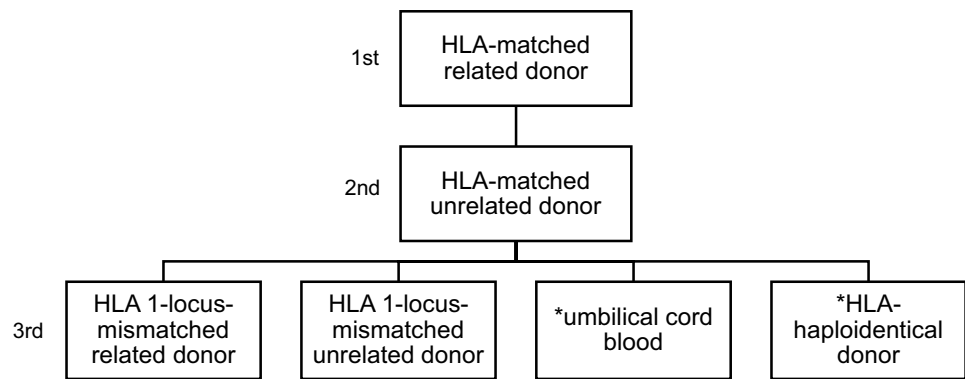 1st
HLA-matched
related donor
2nd
HLA-matched
unrelated donor
3rd
HLA 1-locus-
mismatched
related donor
HLA 1-locus-
mismatched
unrelated donor
*umbilical cord
blood
*HLA-
haploidentical
donor